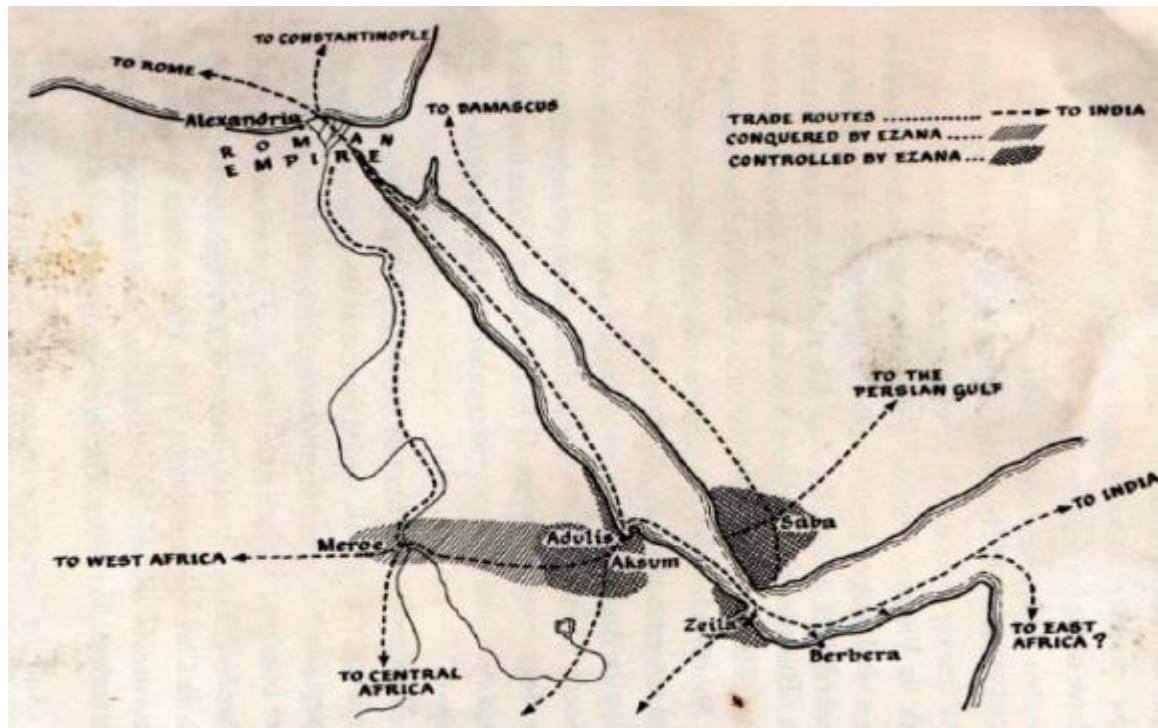 TO CONSTANTINOPLE
TO ROME
TO DAMASCUS
Alexandria
ROMAN
EMPIRE
TRADE ROUTES ............. TO INDIA
CONQUERED BY EZANA .....
CONTROLLED BY EZANA ...
TO THE
PERSIAN GULF
TO INDIA
Saba
Adulis
Meroe
Aksum
TO WEST AFRICA
Zeila
Berbera
TO EAST
AFRICA?
TO CENTRAL
AFRICA